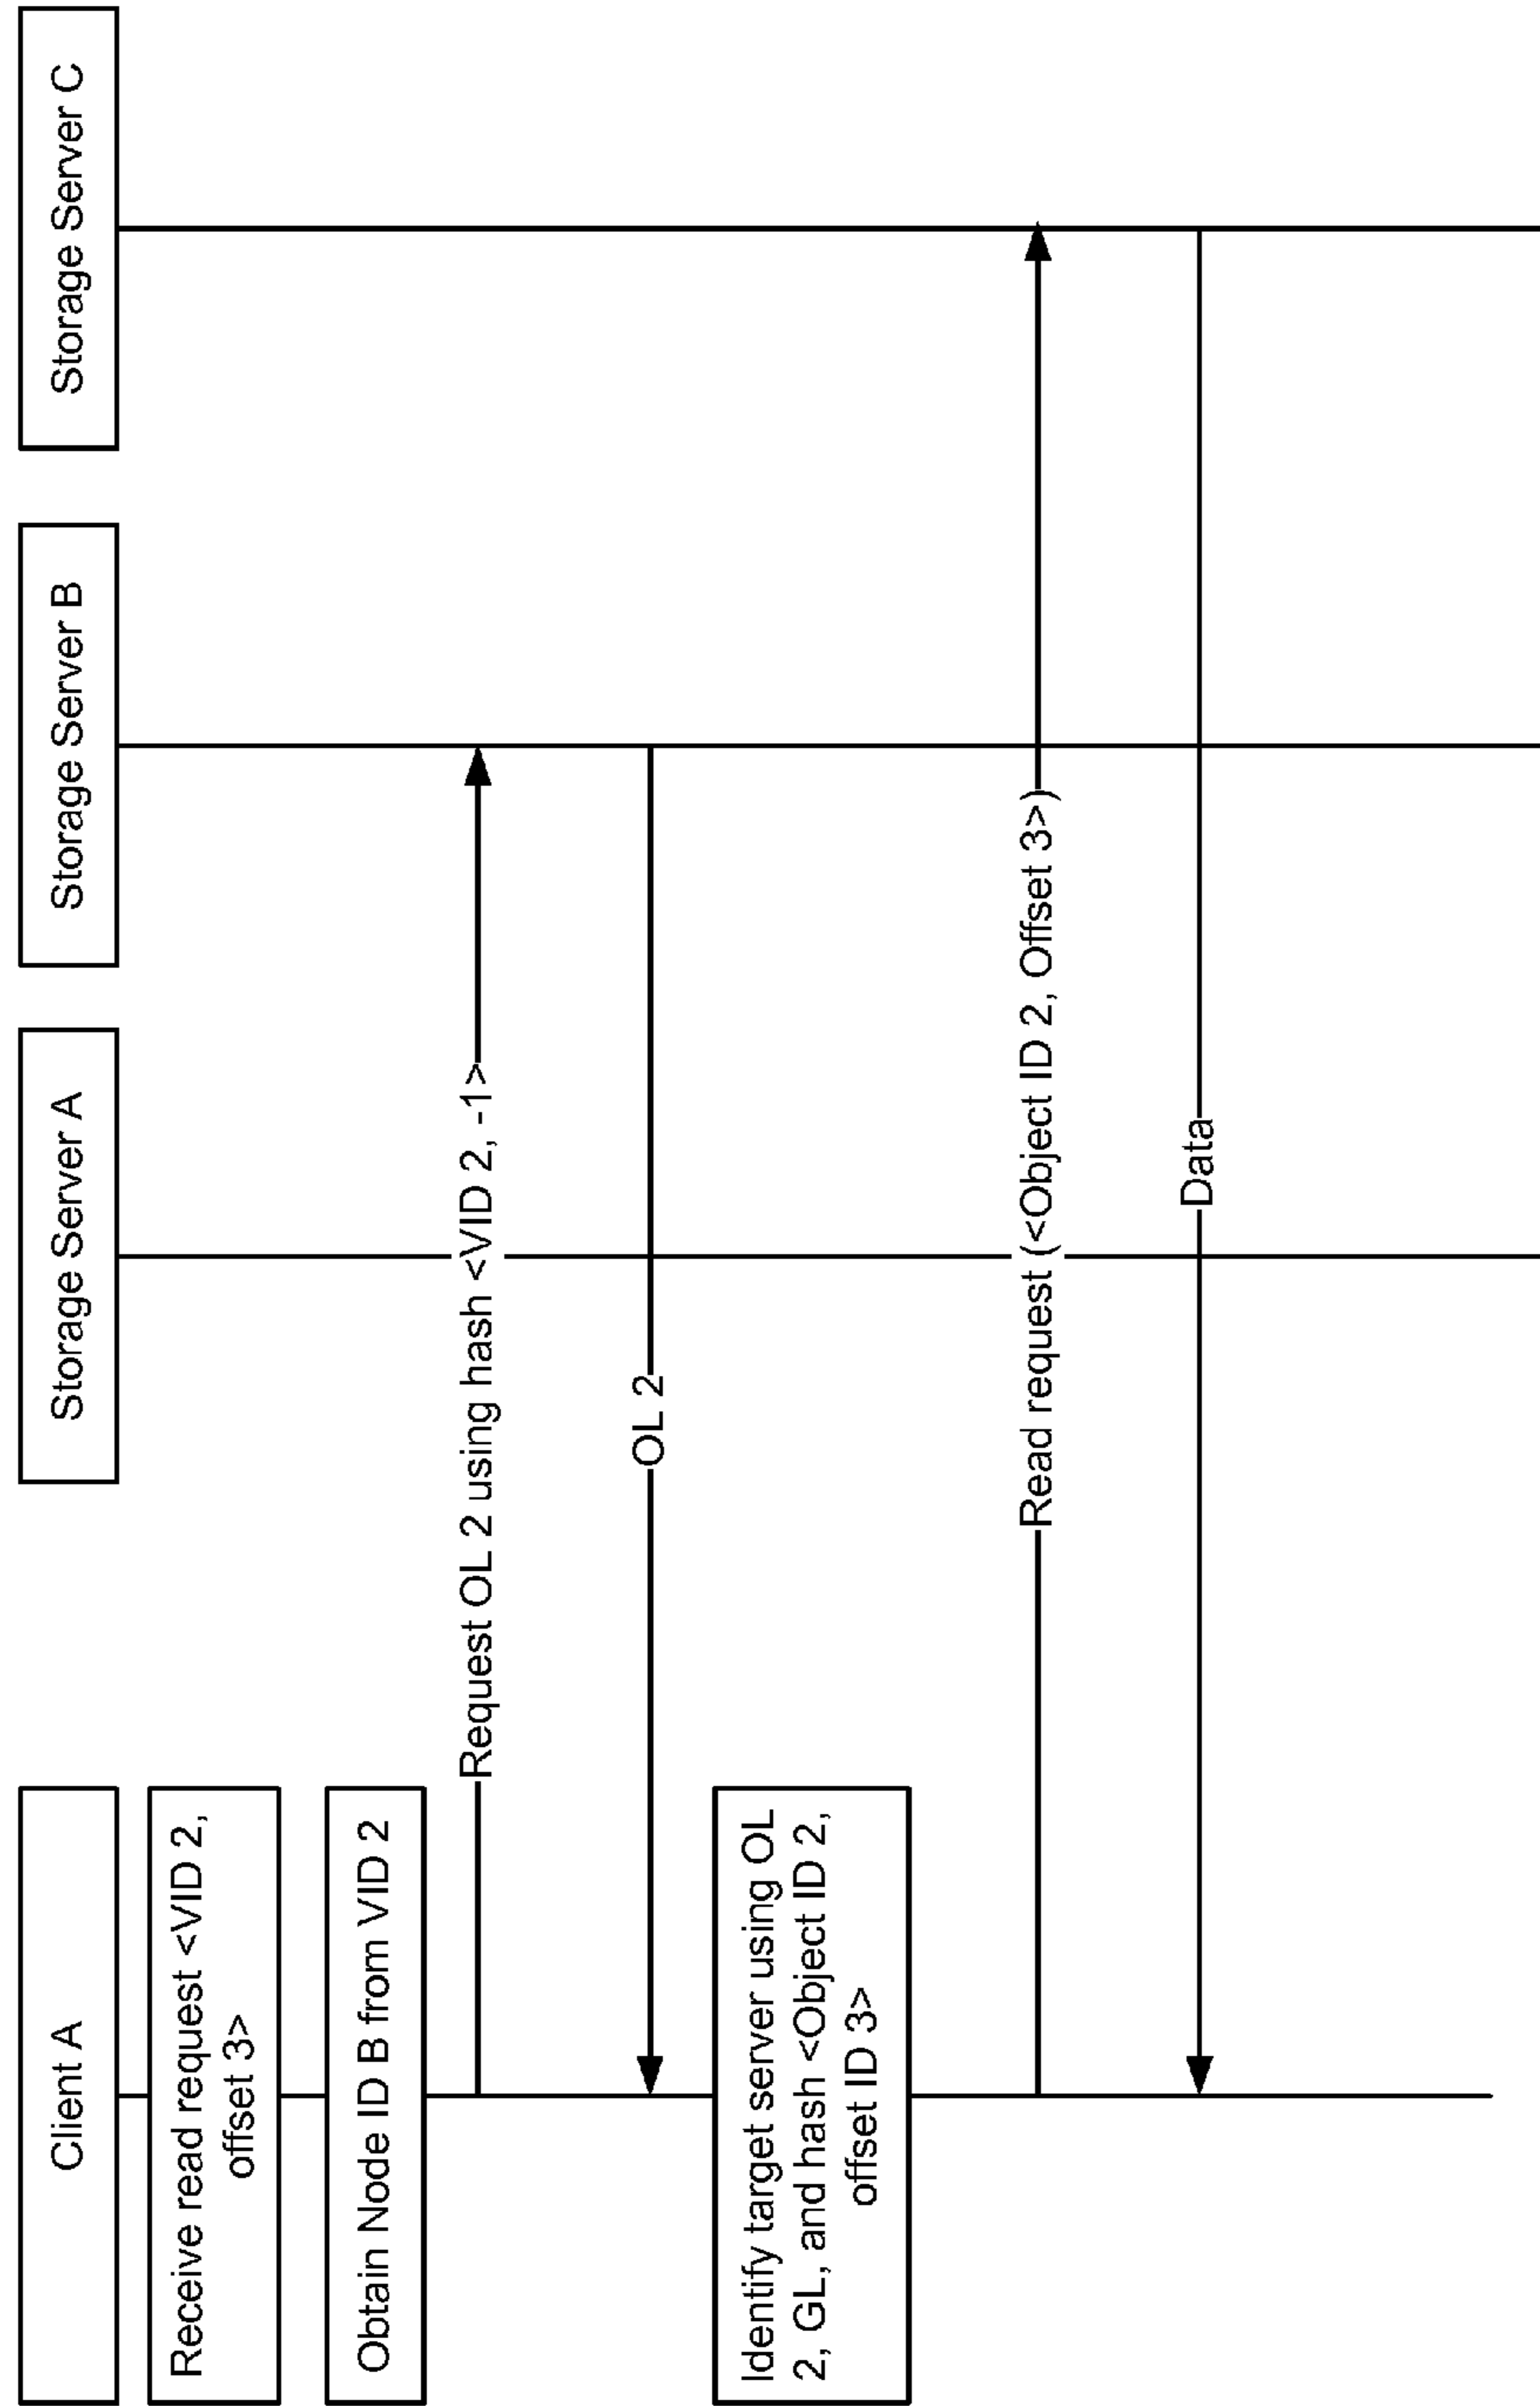 Client A
Storage Server A
Storage Server B
Storage Server C
Receive read request <VID 2,
offset 3>
Obtain Node ID B from VID 2
Request OL 2 using hash <VID 2, -1>
OL 2
Identify target server using OL
2, GL, and hash <Object ID 2,
offset ID 3>
Read request (<Object ID 2, Offset 3>)
Data